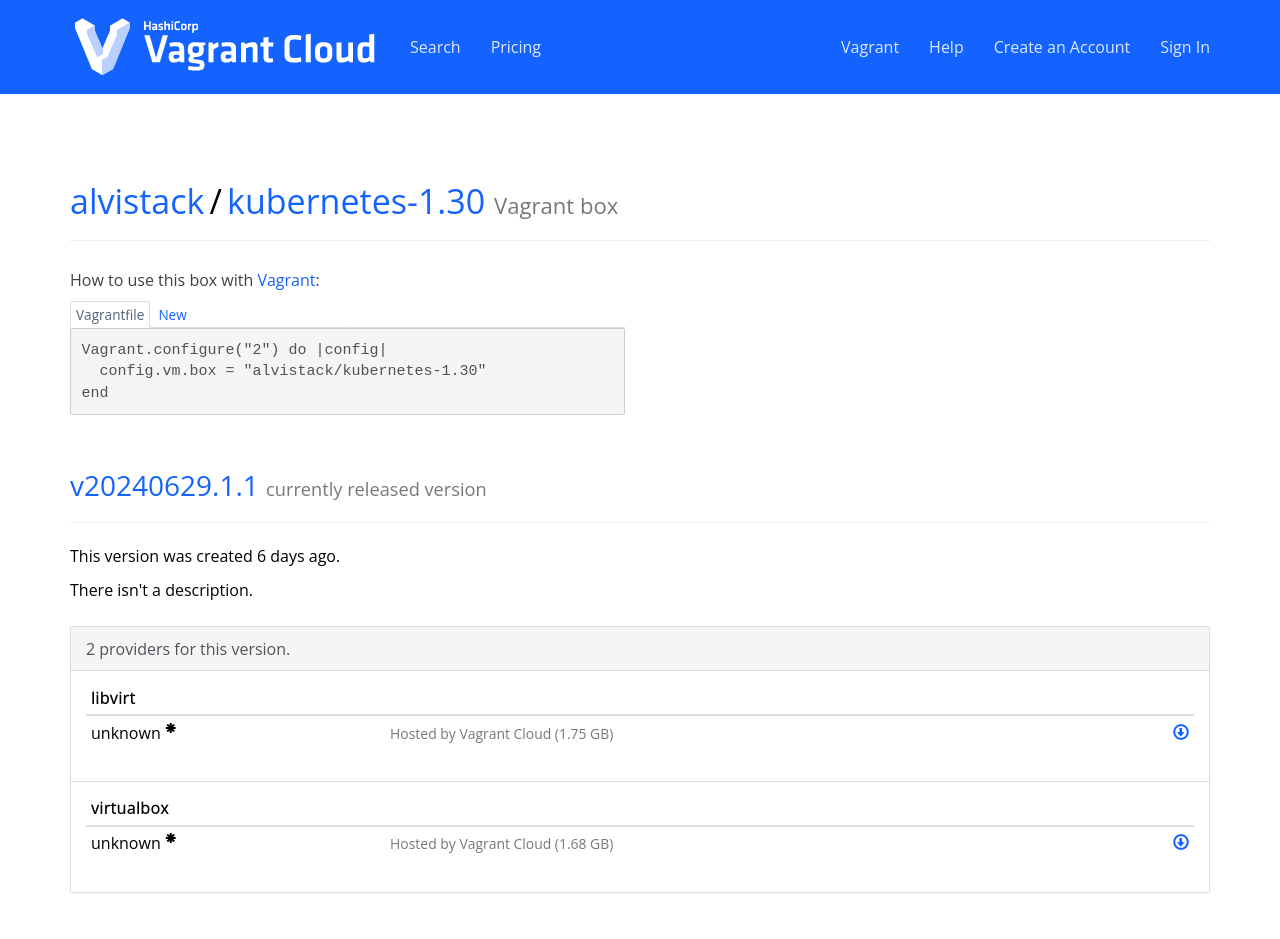 HashiCorp
Vagrant Cloud
Search
Pricing
Vagrant
Help
Create an Account
Sign In
alvistack / kubernetes-1.30 Vagrant box
How to use this box with Vagrant:
Vagrantfile
New
Vagrant.configure("2") do |config|
  config.vm.box = "alvistack/kubernetes-1.30"
end
v20240629.1.1 currently released version
This version was created 6 days ago.
There isn't a description.
2 providers for this version.
libvirt
unknown *
Hosted by Vagrant Cloud (1.75 GB)
virtualbox
unknown *
Hosted by Vagrant Cloud (1.68 GB)